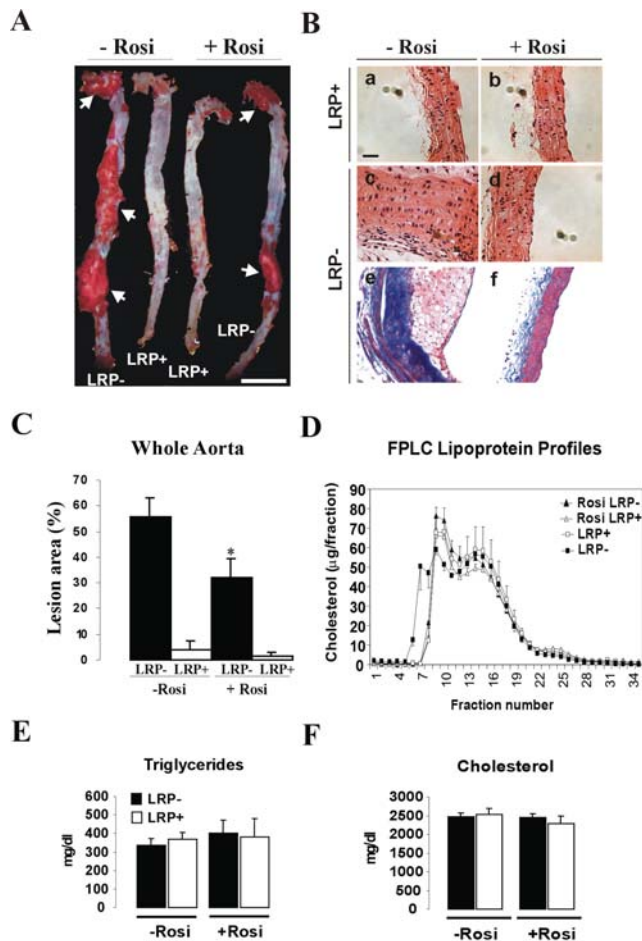 A
- Rosi + Rosi
LRP-
LRP+
LRP+
LRP-
B
- Rosi + Rosi
LRP+
LRP-
a
b
c
d
e
f
C
Whole Aorta
Lesion area (%)
70
60
50
40
30
20
10
0
*
LRP- LRP+ LRP- LRP+
-Rosi + Rosi
D
FPLC Lipoprotein Profiles
Cholesterol (µg/fraction)
90
80
70
60
50
40
30
20
10
0
Rosi LRP-
Rosi LRP+
LRP+
LRP-
1 4 7 10 13 16 19 22 25 28 31 34
Fraction number
E
Triglycerides
mg/dl
600
500
400
300
200
100
0
LRP-
LRP+
-Rosi +Rosi
F
Cholesterol
mg/dl
3000
2500
2000
1500
1000
500
0
-Rosi +Rosi